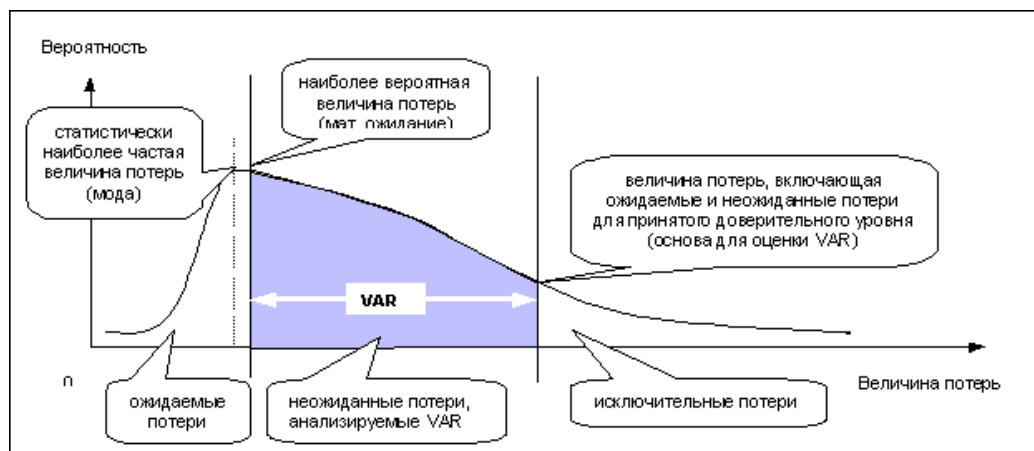 Вероятность
наиболее вероятная
величина потерь
(мат. ожидание)
статистически
наиболее частая
величина потерь
(мода)
величина потерь, включающая
ожидаемые и неожиданные потери
для принятого доверительного уровня
(основа для оценки VAR)
VAR
0
Величина потерь
ожидаемые
потери
неожиданные потери,
анализируемые VAR
исключительные потери